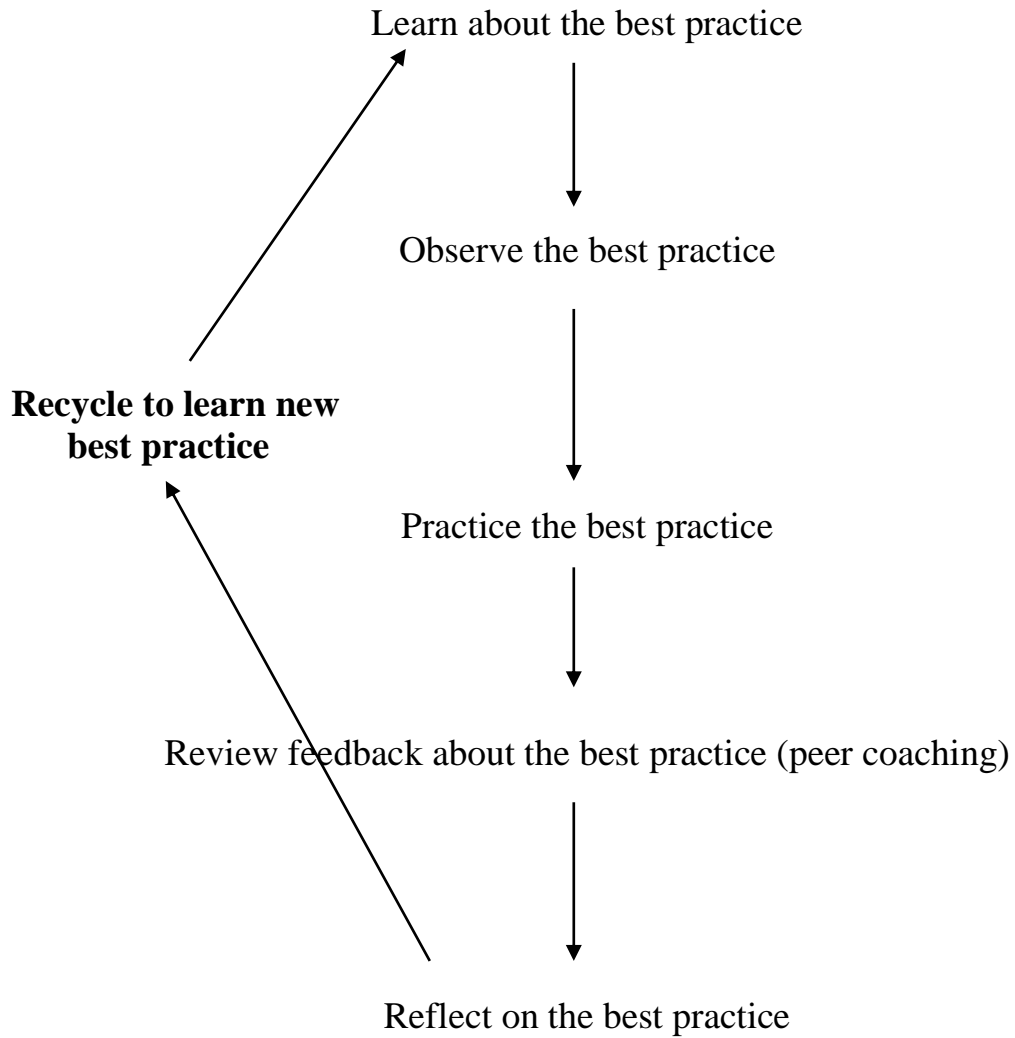 Learn about the best practice
Observe the best practice
Recycle to learn new
best practice
Practice the best practice
Review feedback about the best practice (peer coaching)
Reflect on the best practice